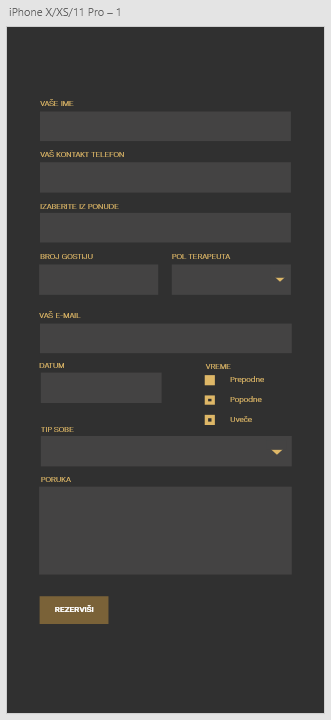 iPhone X/XS/11 Pro – 1
VAŠE IME
VAŠ KONTAKT TELEFON
IZABERITE IZ PONUDE
BROJ GOSTIJU
POL TERAPEUTA
VAŠ E-MAIL
DATUM
VREME
Prepodne
Popodne
Uveče
TIP SOBE
PORUKA
REZERVIŠI